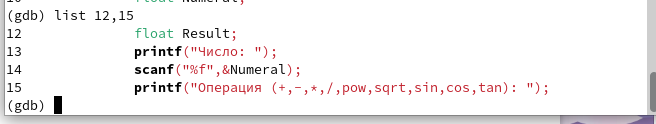 (gdb) list 12,15
12 float Result;
13 printf("Число: ");
14 scanf("%f",&Numeral);
15 printf("Операция (+,-,*,/,pow,sqrt,sin,cos,tan): ");
(gdb)